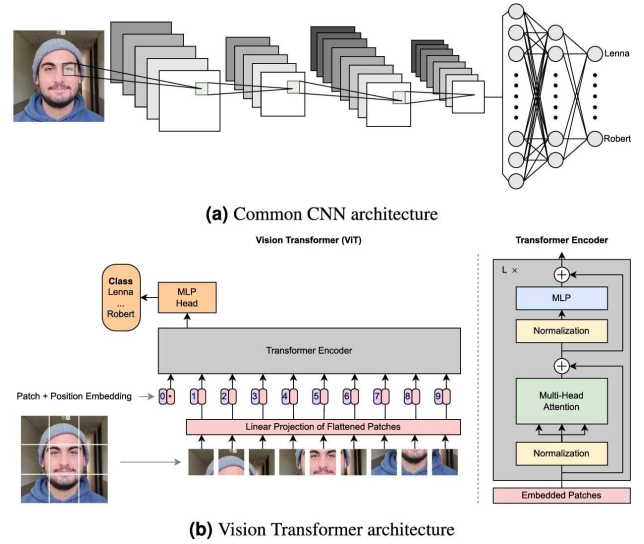 Lenna
Robert
(a) Common CNN architecture
Vision Transformer (ViT)
Class
Lenna
...
Robert
MLP
Head
Transformer Encoder
Patch + Position Embedding
0 * 1 2 3 4 5 6 7 8 9
Linear Projection of Flattened Patches
Transformer Encoder
L ×
+
MLP
Normalization
+
Multi-Head
Attention
Normalization
Embedded Patches
(b) Vision Transformer architecture